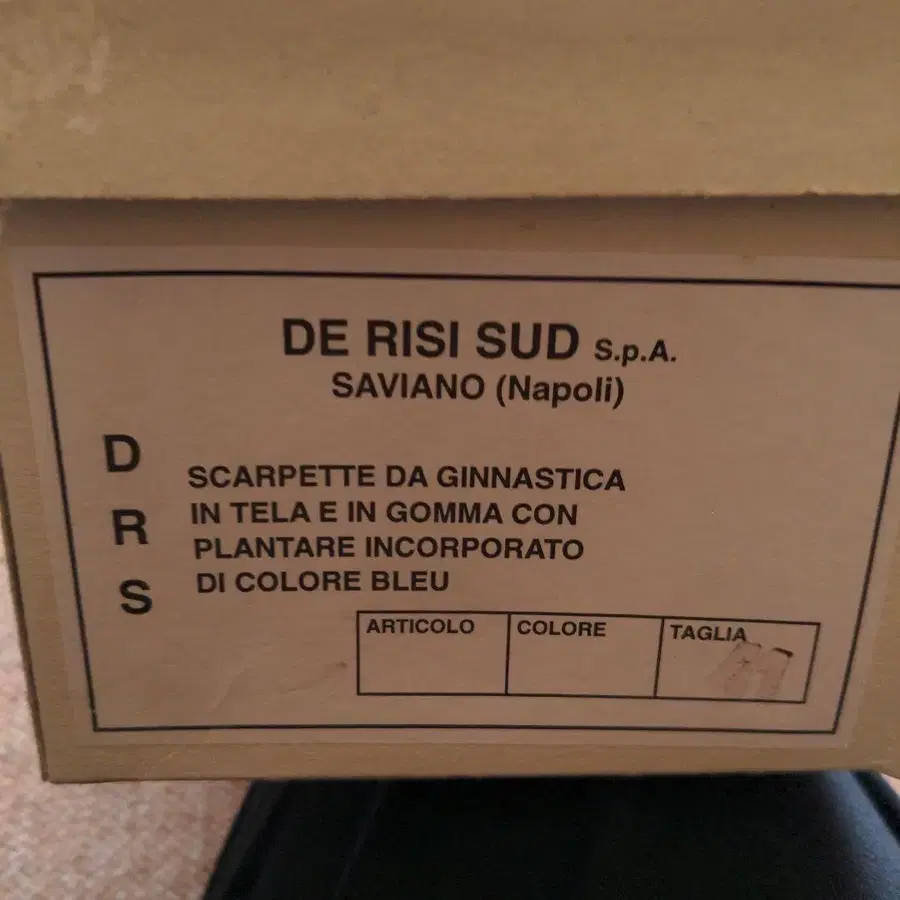 DE RISI SUD S.p.A.
SAVIANO (Napoli)
D
R
S
SCARPETTE DA GINNASTICA
IN TELA E IN GOMMA CON
PLANTARE INCORPORATO
DI COLORE BLEU
ARTICOLO
COLORE
TAGLIA